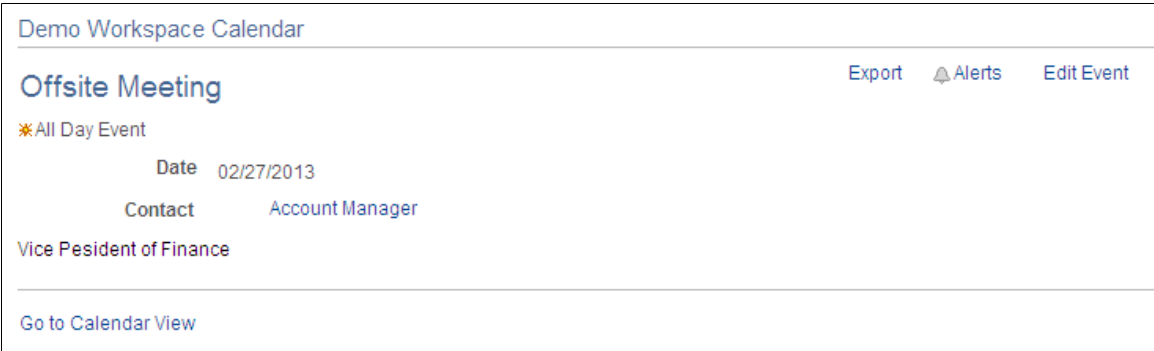 Demo Workspace Calendar
Offsite Meeting
Export Alerts Edit Event
All Day Event
Date 02/27/2013
Contact Account Manager
Vice Pesident of Finance
Go to Calendar View